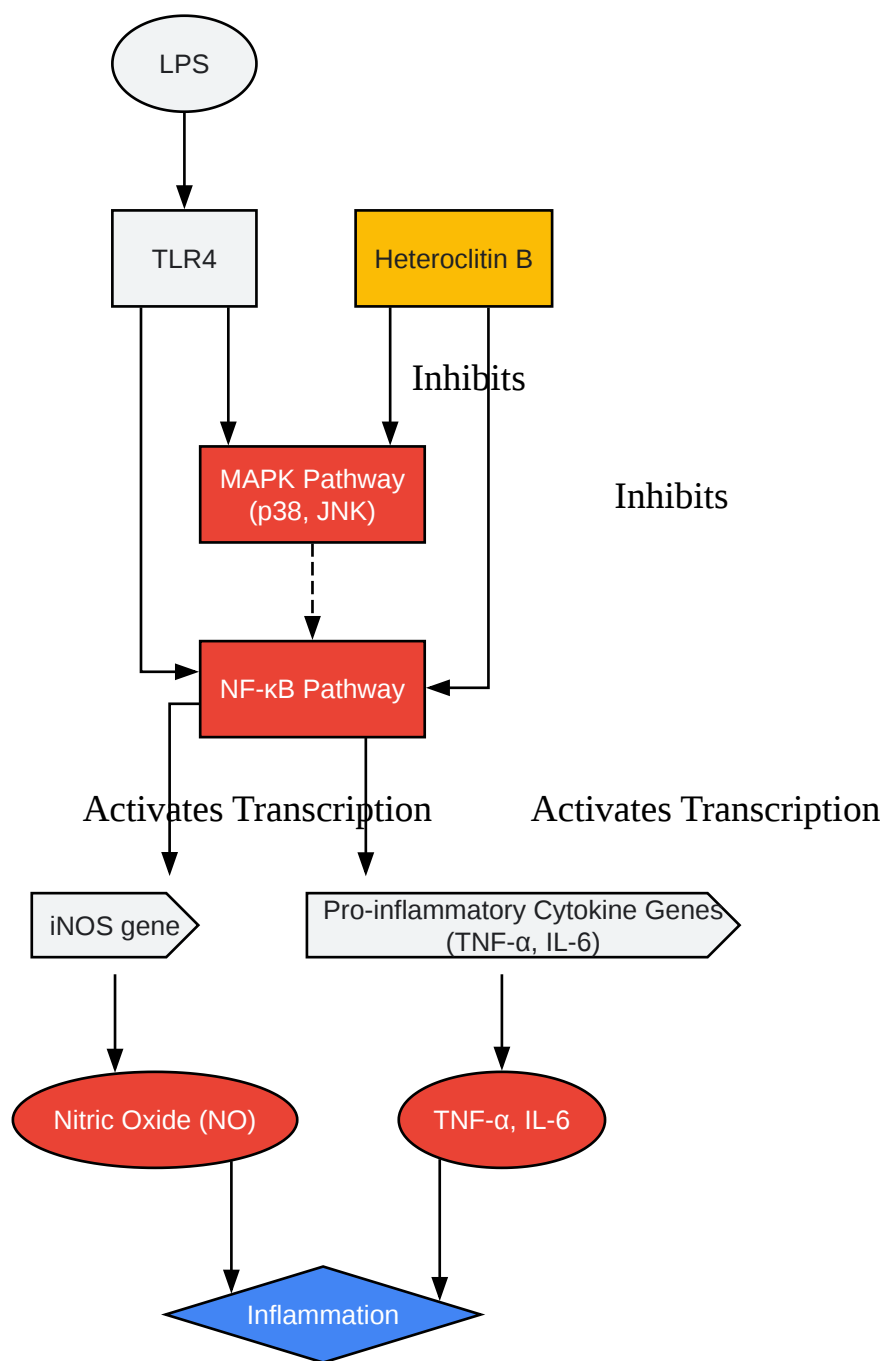 LPS
TLR4
Heteroclitin B
Inhibits
MAPK Pathway
(p38, JNK)
Inhibits
NF-κB Pathway
Activates Transcription
Activates Transcription
iNOS gene
Pro-inflammatory Cytokine Genes
(TNF-α, IL-6)
Nitric Oxide (NO)
TNF-α, IL-6
Inflammation